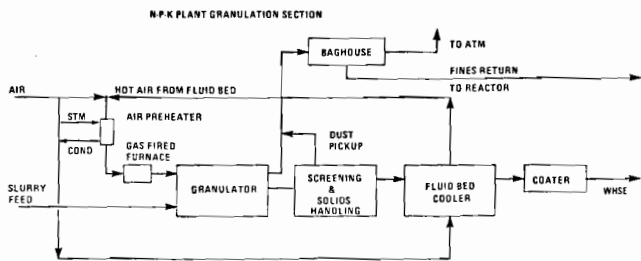 N-P-K PLANT GRANULATION SECTION
BAGHOUSE
TO ATM
FINES RETURN
TO REACTOR
AIR
HOT AIR FROM FLUID BED
STM
AIR PREHEATER
COND
GAS FIRED
FURNACE
DUST
PICKUP
SLURRY
FEED
GRANULATOR
SCREENING
&
SOLIDS
HANDLING
FLUID BED
COOLER
COATER
WHSE